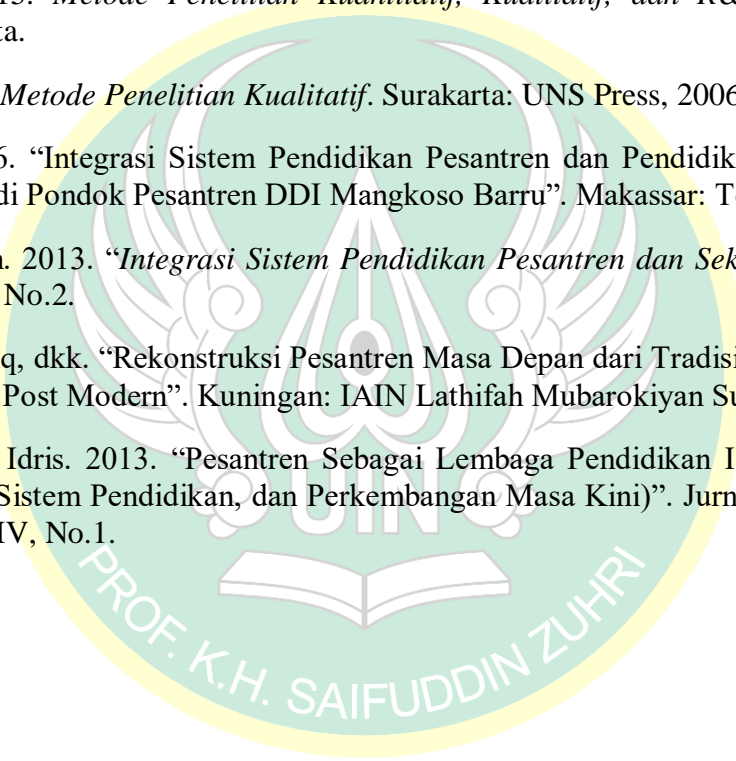 13. Metode Penelitian Kuantitatif, Kualitatif, dan R&
ta.
Metode Penelitian Kualitatif. Surakarta: UNS Press, 2006
6. “Integrasi Sistem Pendidikan Pesantren dan Pendidik
di Pondok Pesantren DDI Mangkoso Barru”. Makassar: T
n. 2013. “Integrasi Sistem Pendidikan Pesantren dan Sek
No.2.
q, dkk. “Rekonstruksi Pesantren Masa Depan dari Tradisi
Post Modern”. Kuningan: IAIN Lathifah Mubarokiyan Su
Idris. 2013. “Pesantren Sebagai Lembaga Pendidikan I
Sistem Pendidikan, dan Perkembangan Masa Kini)”. Jurn
IV, No.1.
UIN
PROF. K.H. SAIFUDDIN ZUHRI